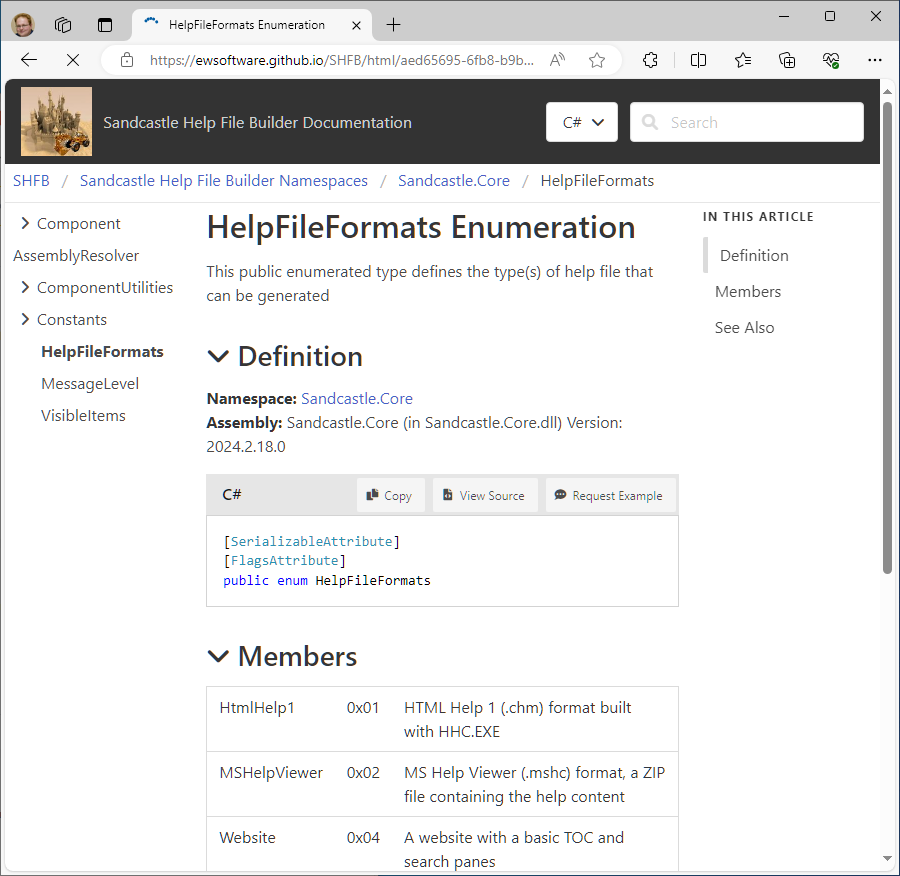 HelpFileFormats Enumeration
https://ewsoftware.github.io/SHFB/html/aed65695-6fb8-b9b...
Sandcastle Help File Builder Documentation
C#
Search
SHFB / Sandcastle Help File Builder Namespaces / Sandcastle.Core / HelpFileFormats
Component
AssemblyResolver
ComponentUtilities
Constants
HelpFileFormats
MessageLevel
VisibleItems
HelpFileFormats Enumeration
This public enumerated type defines the type(s) of help file that
can be generated
Definition
Namespace: Sandcastle.Core
Assembly: Sandcastle.Core (in Sandcastle.Core.dll) Version:
2024.2.18.0
C#
Copy
View Source
Request Example
[SerializableAttribute]
[FlagsAttribute]
public enum HelpFileFormats
Members
HtmlHelp1 0x01 HTML Help 1 (.chm) format built
with HHC.EXE
MSHelpViewer 0x02 MS Help Viewer (.mshc) format, a ZIP
file containing the help content
Website 0x04 A website with a basic TOC and
search panes
IN THIS ARTICLE
Definition
Members
See Also